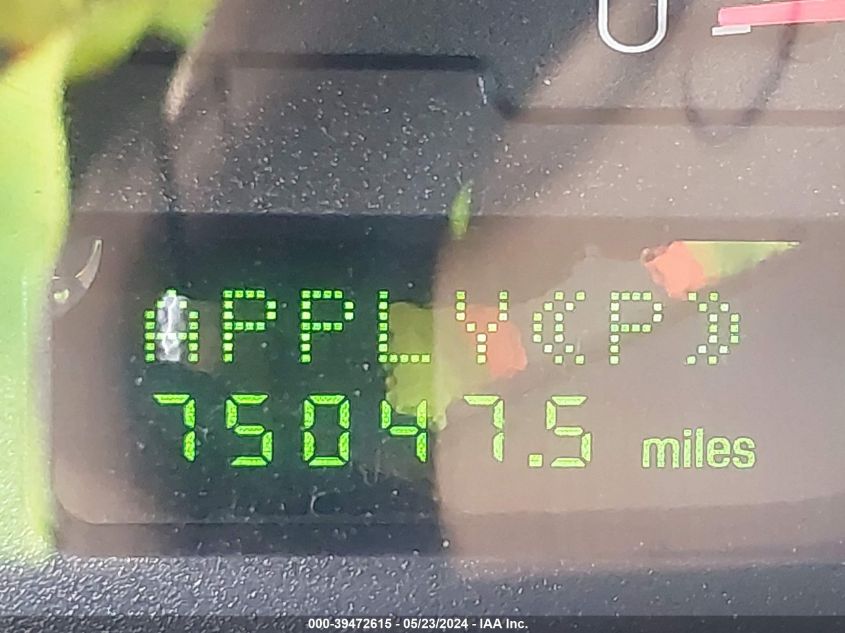 APPLY((P))
75047.5 miles
000-39472615 - 05/23/2024 - IAA Inc.